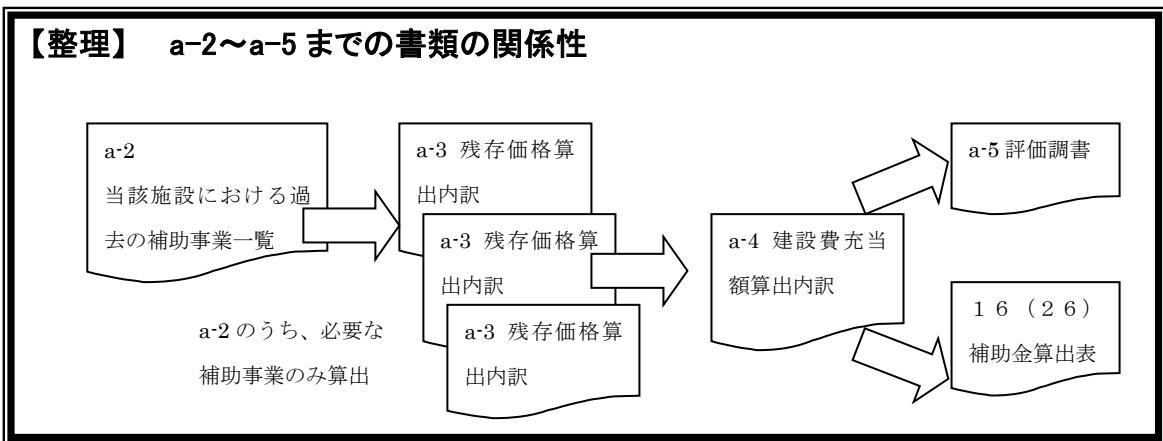 【整理】 a-2～a-5 までの書類の関係性
a-2
当該施設における過
去の補助事業一覧
a-2 のうち、必要な
補助事業のみ算出
a-3 残存価格算
出内訳
a-3 残存価格算
出内訳
a-3 残存価格算
出内訳
a-4 建設費充当
額算出内訳
a-5 評価調書
１６（２６）
補助金算出表